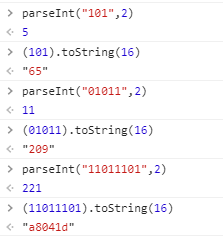 > parseInt("101",2)
< 5
> (101).toString(16)
< "65"
> parseInt("01011",2)
< 11
> (01011).toString(16)
< "209"
> parseInt("11011101",2)
< 221
> (11011101).toString(16)
< "a8041d"